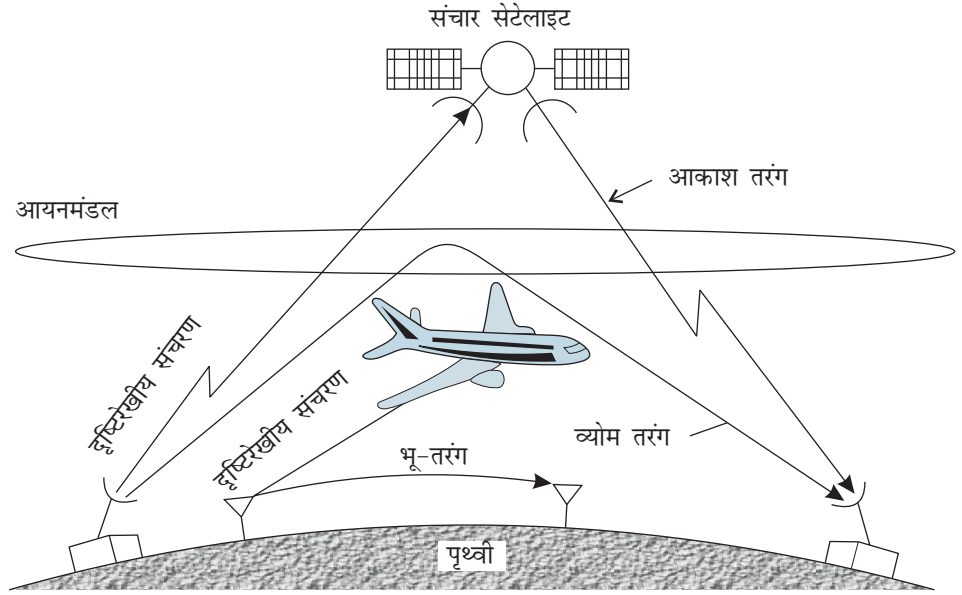 संचार सेटेलाइट
आकाश तरंग
आयनमंडल
दृष्टिरेखीय संचरण
दृष्टिरेखीय संचरण
व्योम तरंग
भू-तरंग
पृथ्वी